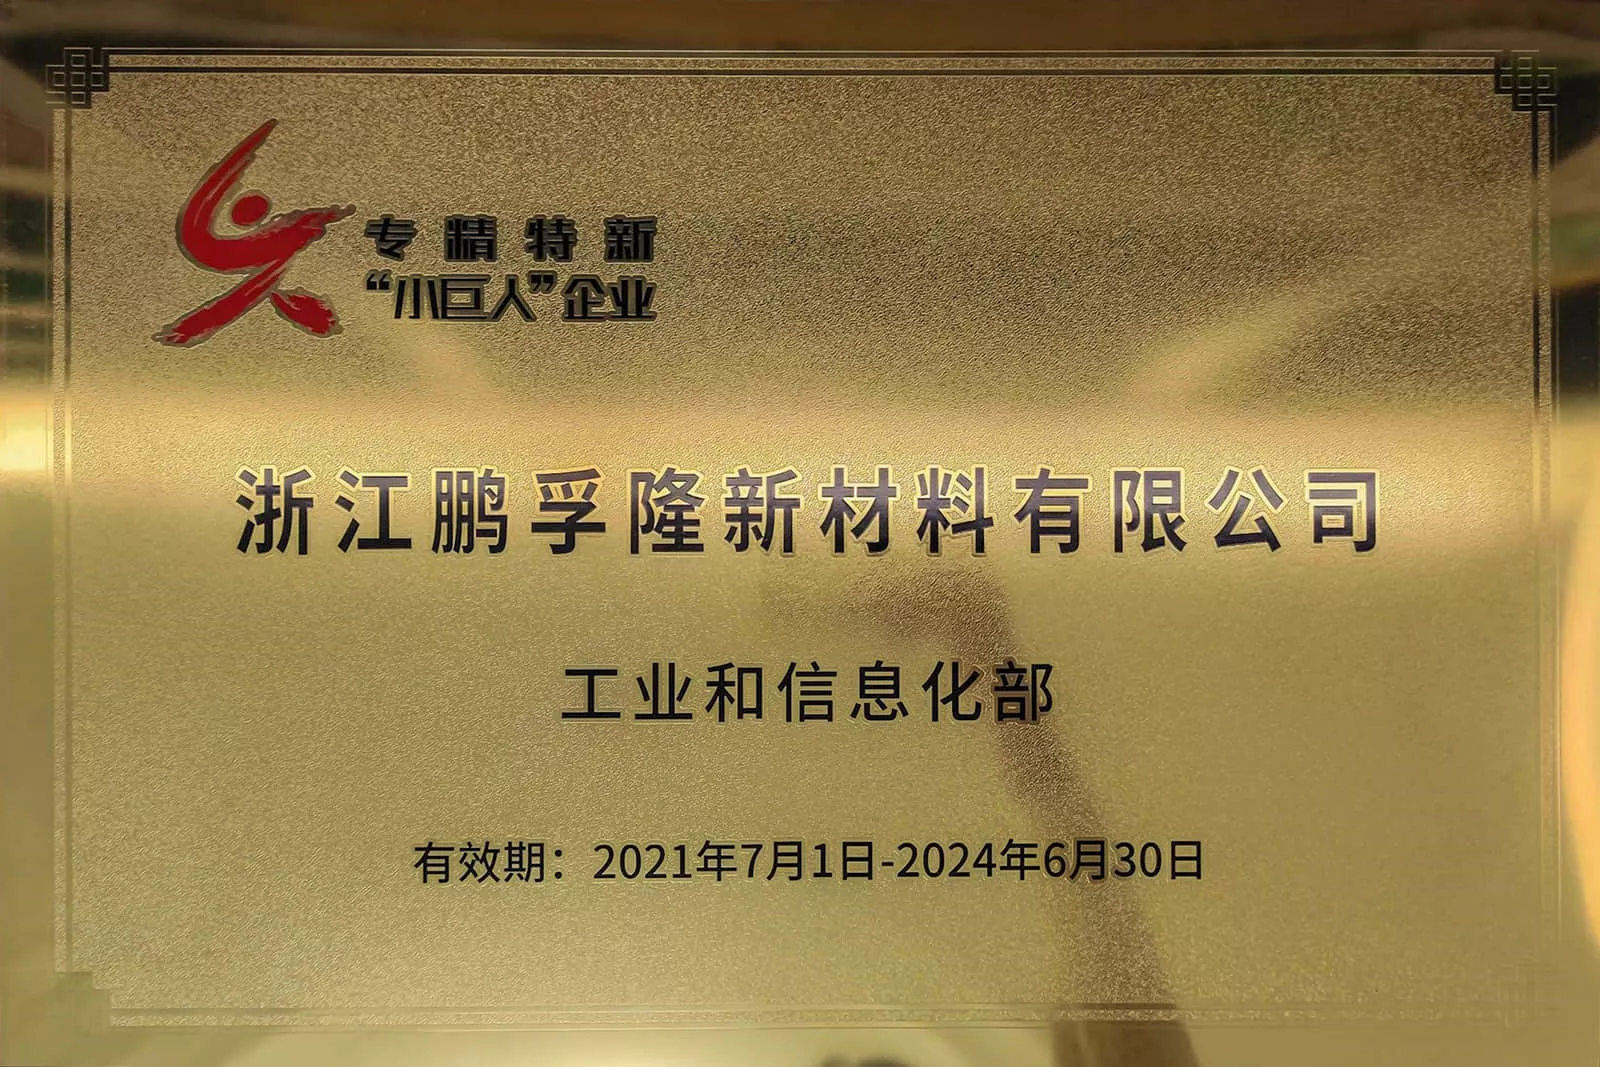 专精特新
“小巨人”企业
浙江鹏孚隆新材料有限公司
工业和信息化部
有效期：2021年7月1日-2024年6月30日